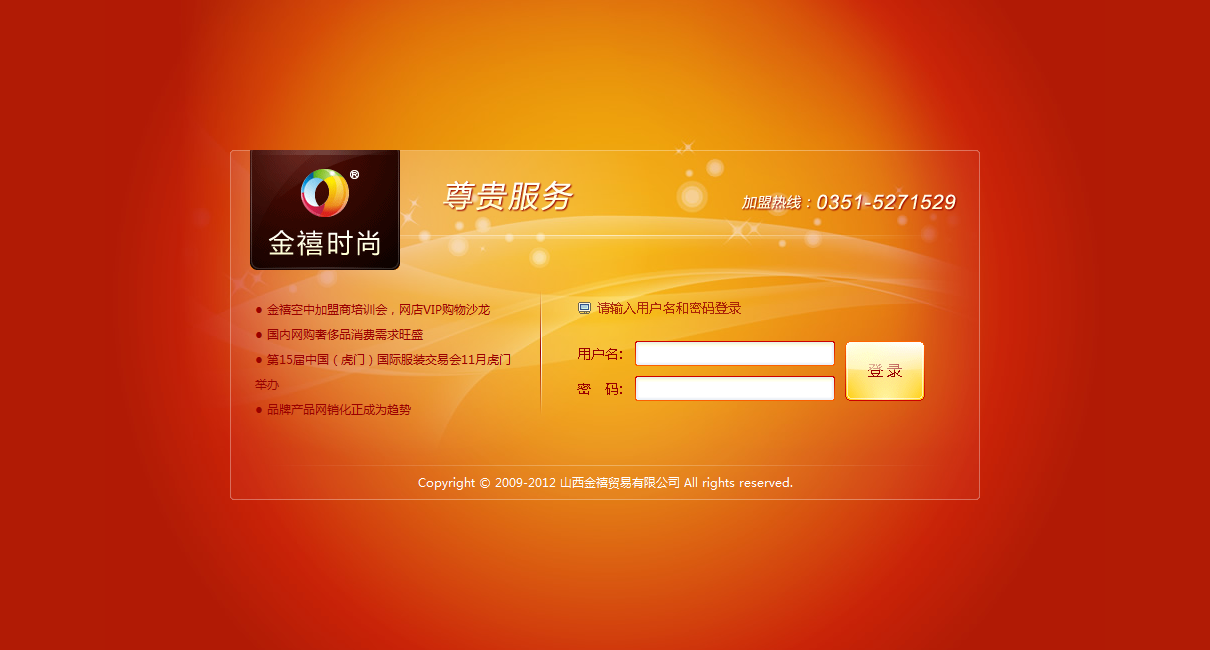 ®
金禧时尚
尊贵服务
加盟热线：0351-5271529
● 金禧空中加盟商培训会，网店VIP购物沙龙
● 国内网购奢侈品消费需求旺盛
● 第15届中国（虎门）国际服装交易会11月虎门
举办
● 品牌产品网销化正成为趋势
请输入用户名和密码登录
用户名:
密 码:
登 录
Copyright © 2009-2012 山西金禧贸易有限公司 All rights reserved.